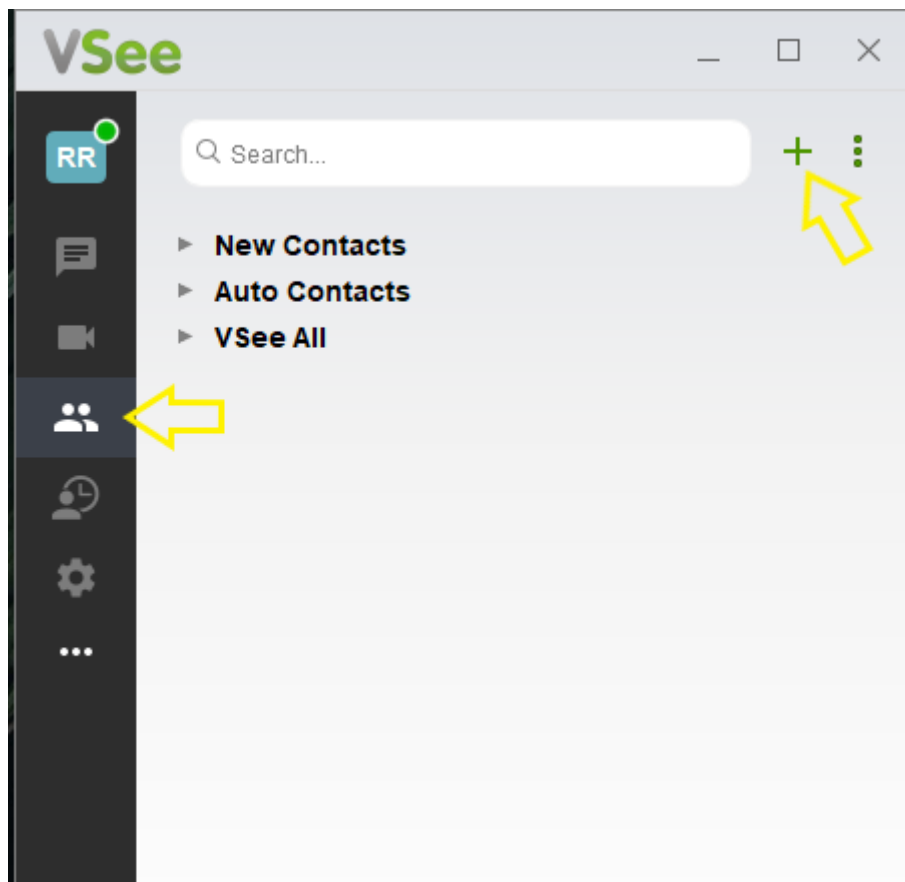 VSee
RR
Search...
New Contacts
Auto Contacts
VSee All